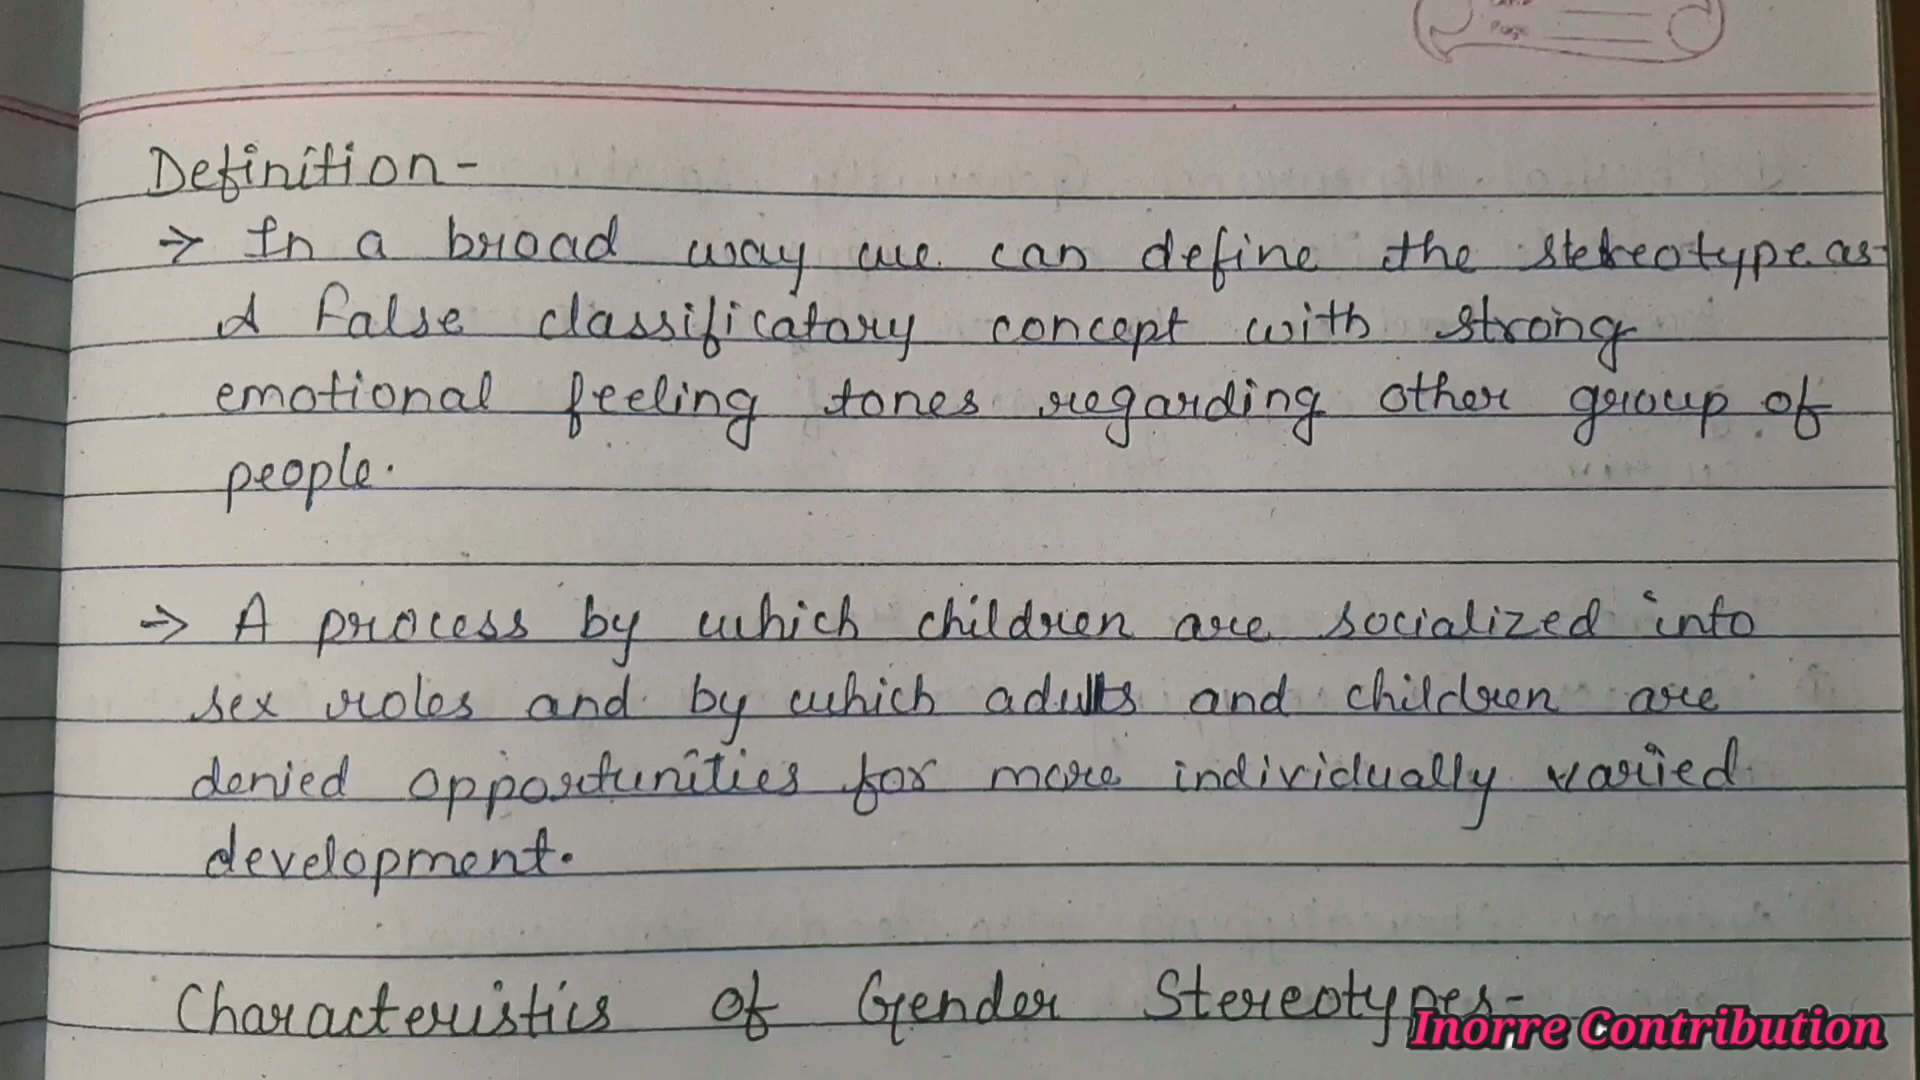 Page
Definition-
→ In a broad way we can define the stereotype as
A false classificatory concept with strong
emotional feeling tones regarding other group of
people.
→ A process by which children are socialized into
sex roles and by which adults and children are
denied opportunities for more individually varied
development.
Characteristics of Gender Stereotypes-
Inorre Contribution